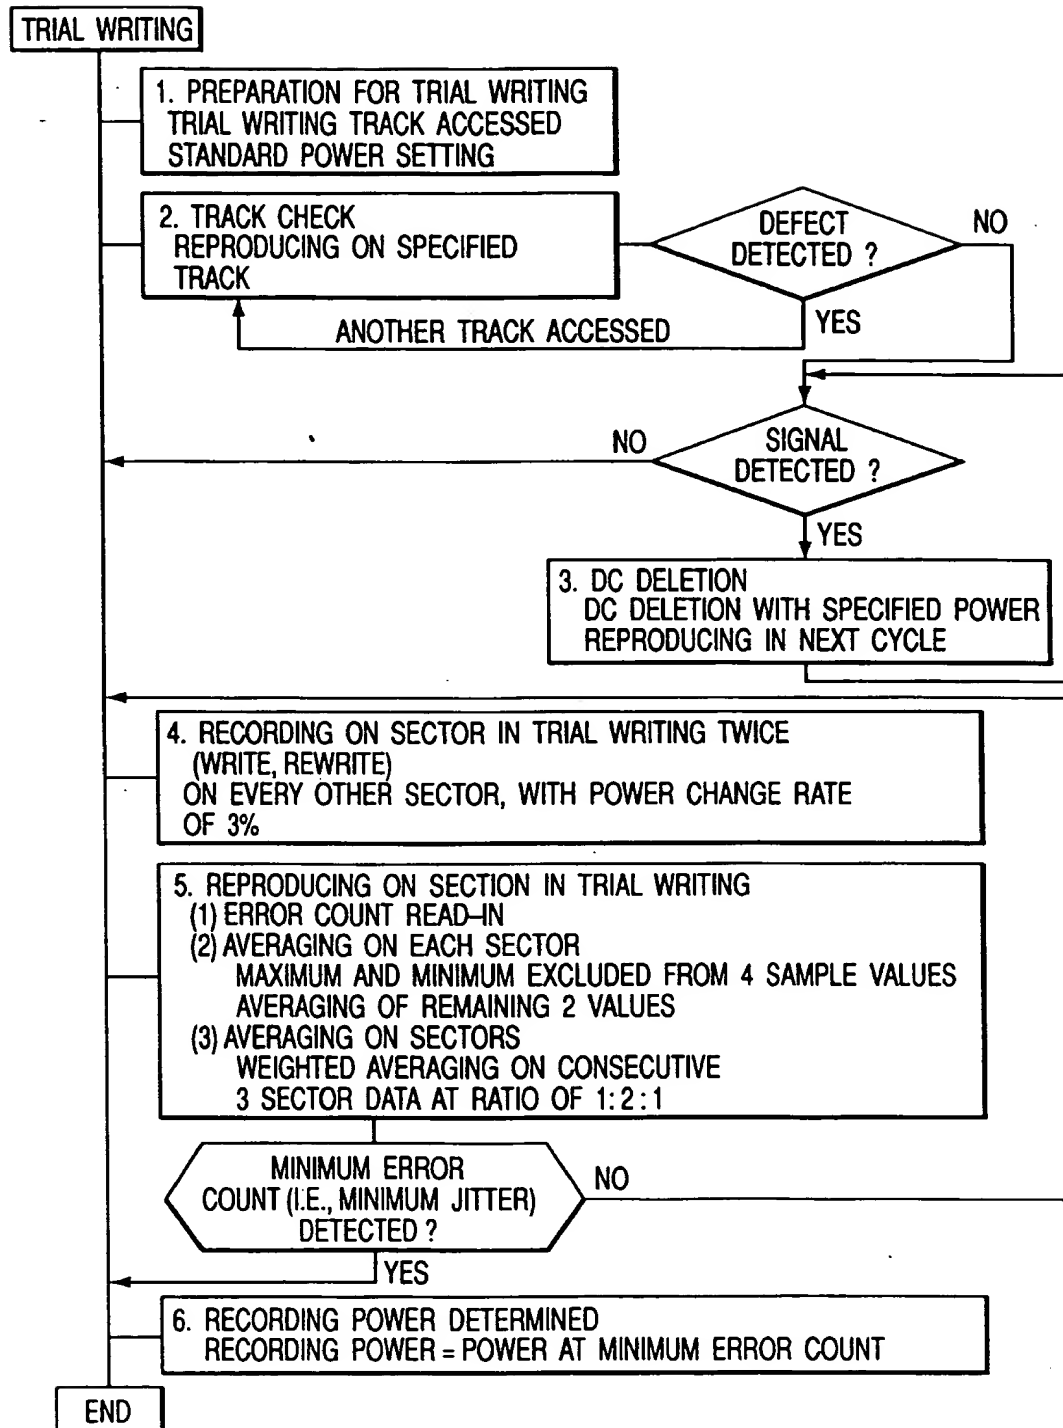 TRIAL WRITING
1. PREPARATION FOR TRIAL WRITING
TRIAL WRITING TRACK ACCESSED
STANDARD POWER SETTING
2. TRACK CHECK
REPRODUCING ON SPECIFIED
TRACK
DEFECT
DETECTED ?
NO
YES
ANOTHER TRACK ACCESSED
NO
SIGNAL
DETECTED ?
YES
3. DC DELETION
DC DELETION WITH SPECIFIED POWER
REPRODUCING IN NEXT CYCLE
4. RECORDING ON SECTOR IN TRIAL WRITING TWICE
(WRITE, REWRITE)
ON EVERY OTHER SECTOR, WITH POWER CHANGE RATE
OF 3%
5. REPRODUCING ON SECTION IN TRIAL WRITING
(1) ERROR COUNT READ-IN
(2) AVERAGING ON EACH SECTOR
MAXIMUM AND MINIMUM EXCLUDED FROM 4 SAMPLE VALUES
AVERAGING OF REMAINING 2 VALUES
(3) AVERAGING ON SECTORS
WEIGHTED AVERAGING ON CONSECUTIVE
3 SECTOR DATA AT RATIO OF 1:2:1
MINIMUM ERROR
COUNT (I.E., MINIMUM JITTER)
DETECTED ?
NO
YES
6. RECORDING POWER DETERMINED
RECORDING POWER = POWER AT MINIMUM ERROR COUNT
END